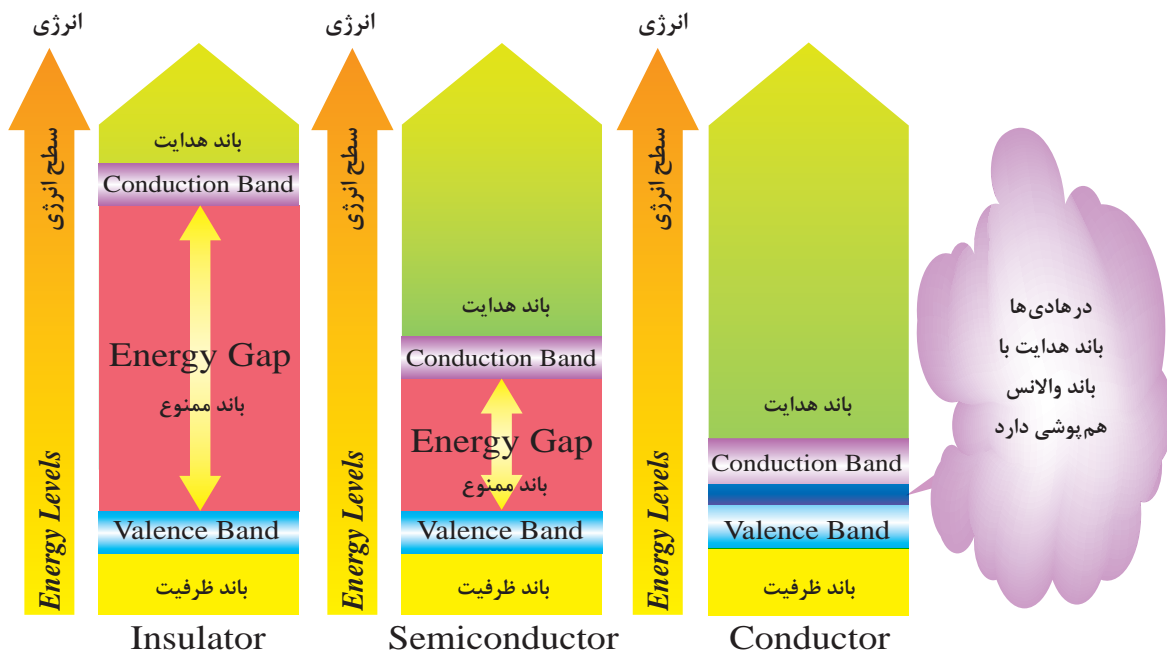 انرژی
سطح انرژی
Energy Levels
باند هدایت
Conduction Band
Energy Gap
باند ممنوع
Valence Band
باند ظرفیت
Insulator
انرژی
سطح انرژی
Energy Levels
باند هدایت
Conduction Band
Energy Gap
باند ممنوع
Valence Band
باند ظرفیت
Semiconductor
انرژی
سطح انرژی
Energy Levels
باند هدایت
Conduction Band
Valence Band
باند ظرفیت
Conductor
در هادی‌ها
باند هدایت با
باند والانس
هم‌پوشی دارد